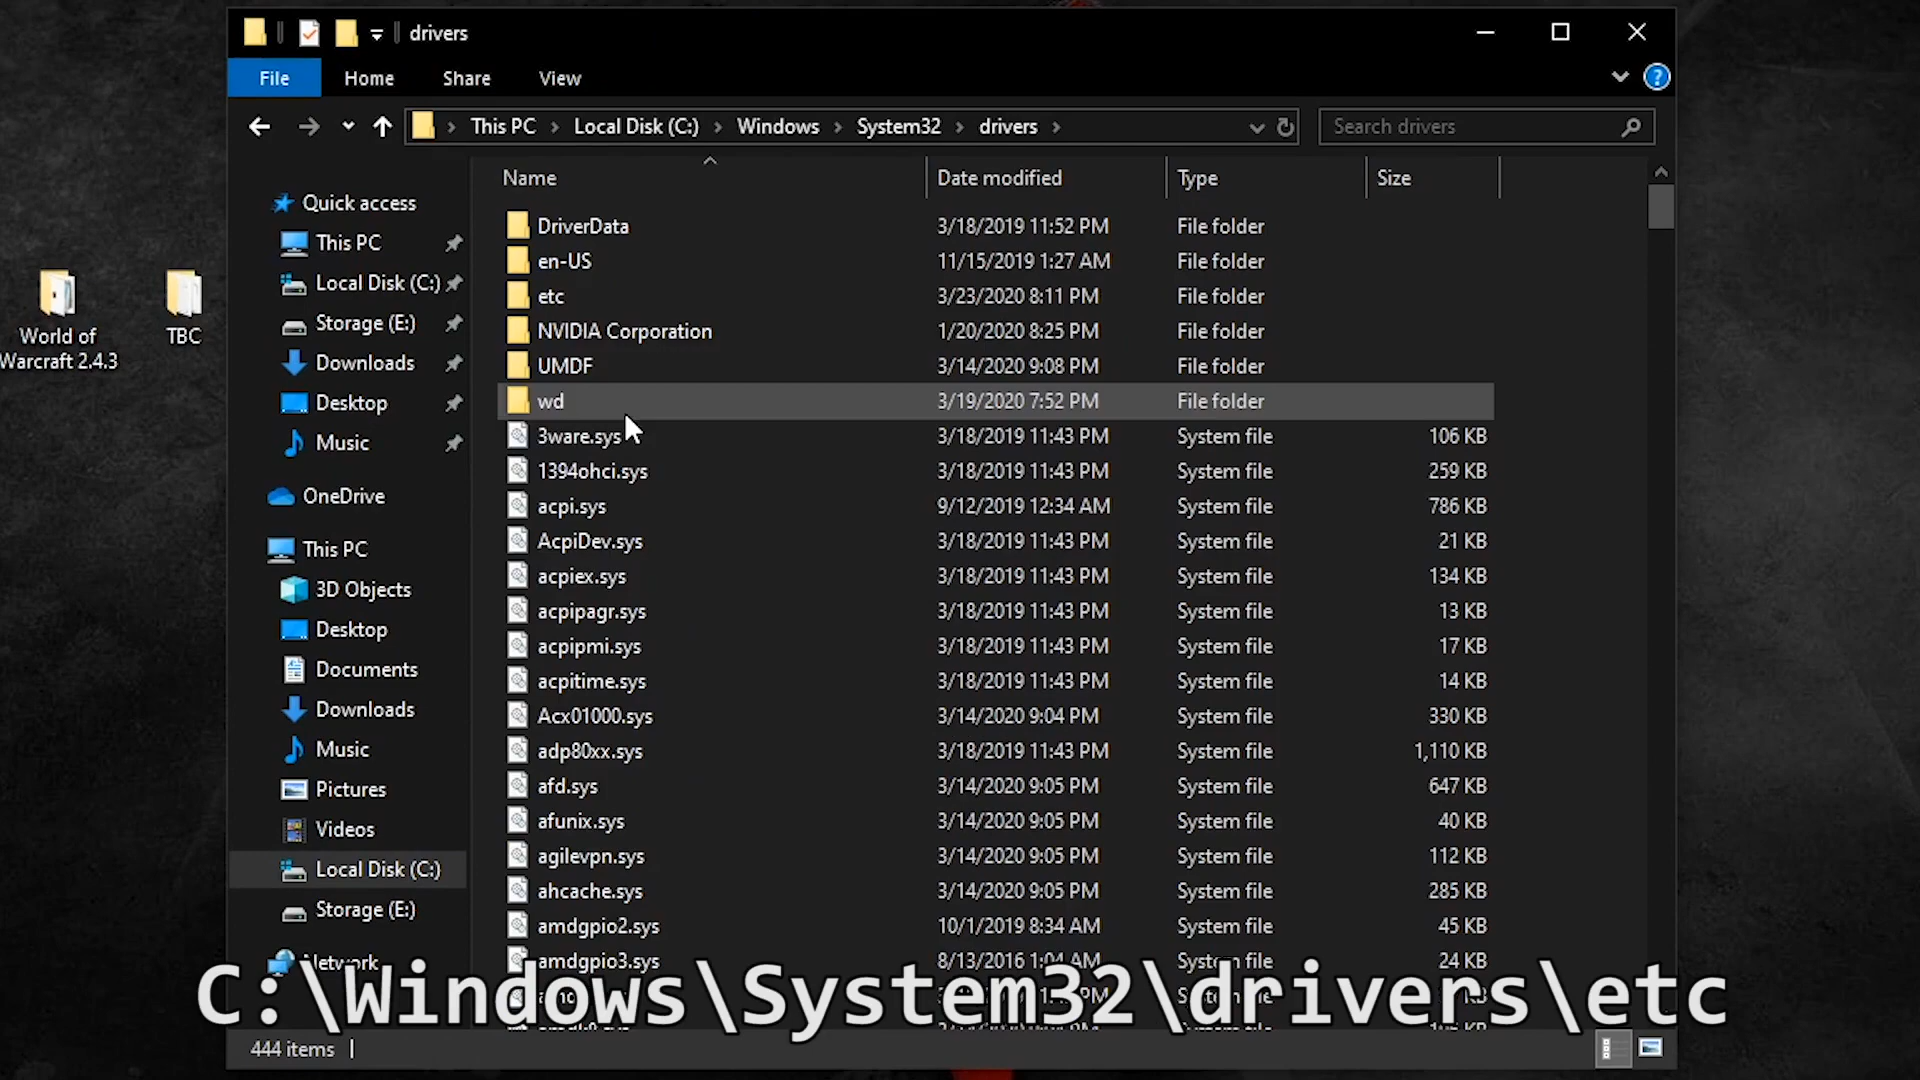 drivers
File Home Share View
This PC Local Disk (C:) Windows System32 drivers
Search drivers
Name Date modified Type Size
Quick access
This PC
Local Disk (C:)
Storage (E:)
Downloads
Desktop
Music
OneDrive
This PC
3D Objects
Desktop
Documents
Downloads
Music
Pictures
Videos
Local Disk (C:)
Storage (E:)
Network
World of
Warcraft 2.4.3
TBC
DriverData 3/18/2019 11:52 PM File folder
en-US 11/15/2019 1:27 AM File folder
etc 3/23/2020 8:11 PM File folder
NVIDIA Corporation 1/20/2020 8:25 PM File folder
UMDF 3/14/2020 9:08 PM File folder
wd 3/19/2020 7:52 PM File folder
3ware.sys 3/18/2019 11:43 PM System file 106 KB
1394ohci.sys 3/18/2019 11:43 PM System file 259 KB
acpi.sys 9/12/2019 12:34 AM System file 786 KB
AcpiDev.sys 3/18/2019 11:43 PM System file 21 KB
acpiex.sys 3/18/2019 11:43 PM System file 134 KB
acpipagr.sys 3/18/2019 11:43 PM System file 13 KB
acpipmi.sys 3/18/2019 11:43 PM System file 17 KB
acpitime.sys 3/18/2019 11:43 PM System file 14 KB
Acx01000.sys 3/14/2020 9:04 PM System file 330 KB
adp80xx.sys 3/18/2019 11:43 PM System file 1,110 KB
afd.sys 3/14/2020 9:05 PM System file 647 KB
afunix.sys 3/14/2020 9:05 PM System file 40 KB
agilevpn.sys 3/14/2020 9:05 PM System file 112 KB
ahcache.sys 3/14/2020 9:05 PM System file 285 KB
amdgpio2.sys 10/1/2019 8:34 AM System file 45 KB
amdgpio3.sys 8/13/2016 1:04 AM System file 24 KB
C:\Windows\System32\drivers\etc
444 items